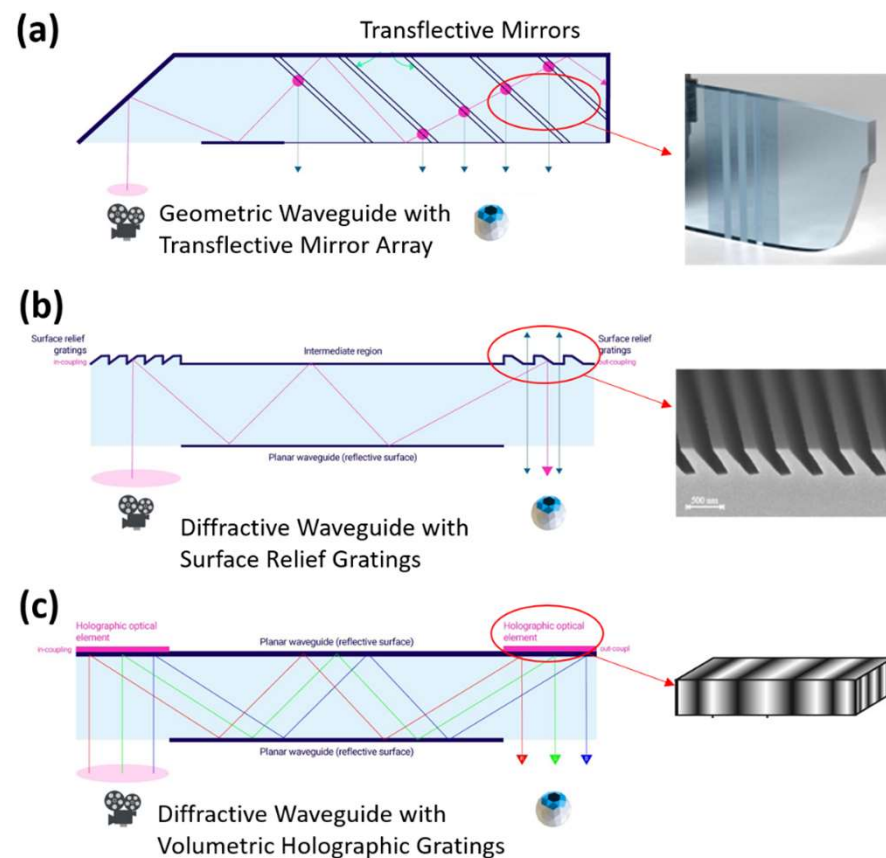 (a)
Transflective Mirrors
Geometric Waveguide with
Transflective Mirror Array
(b)
Surface relief
gratings
in-coupling
Intermediate region
Surface relief
gratings
out-coupling
Planar waveguide (reflective surface)
500 nm
Diffractive Waveguide with
Surface Relief Gratings
(c)
Holographic optical
element
in-coupling
Planar waveguide (reflective surface)
Holographic optical
element
out-coupl
Planar waveguide (reflective surface)
Diffractive Waveguide with
Volumetric Holographic Gratings